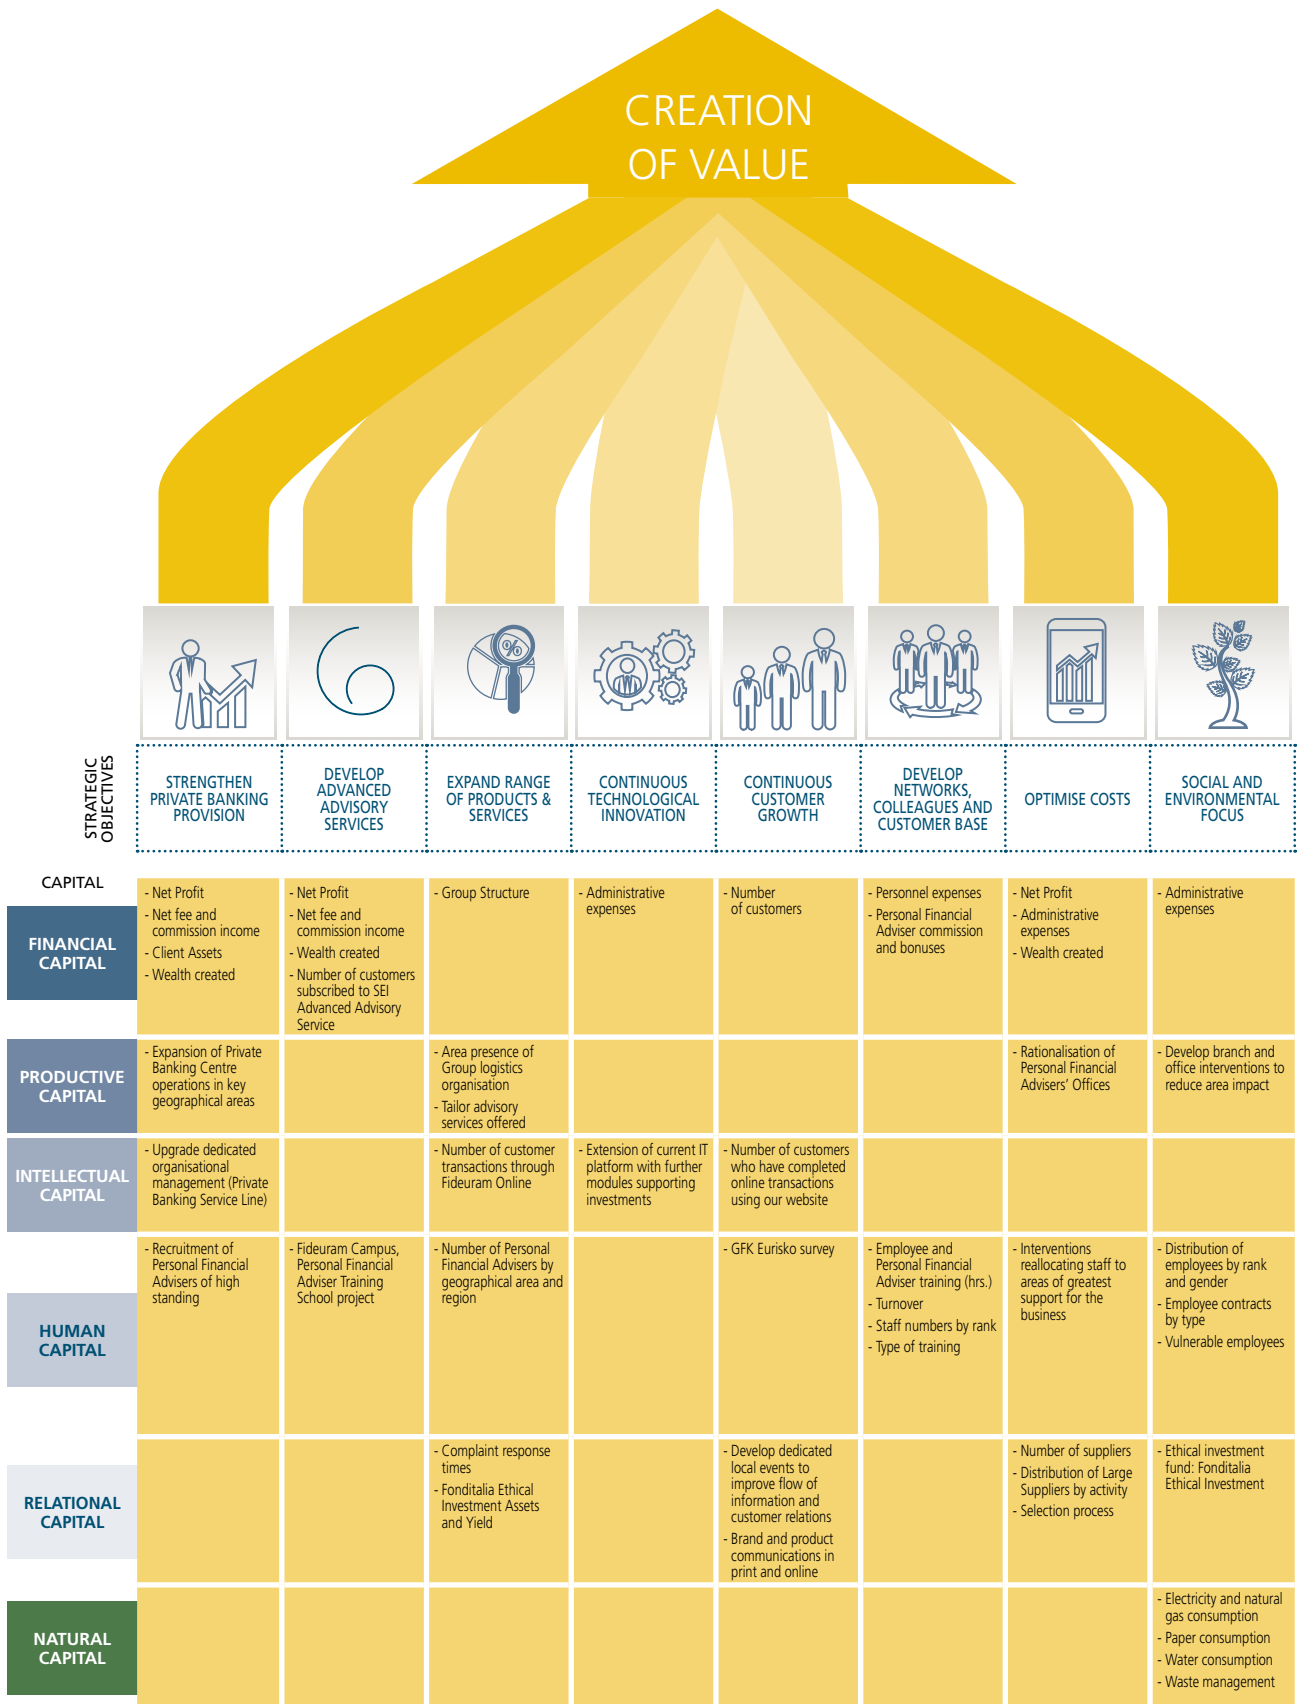 CREATION
OF VALUE
%
STRATEGIC
OBJECTIVES
STRENGTHEN
PRIVATE BANKING
PROVISION
DEVELOP
ADVANCED
ADVISORY
SERVICES
EXPAND RANGE
OF PRODUCTS &
SERVICES
CONTINUOUS
TECHNOLOGICAL
INNOVATION
CONTINUOUS
CUSTOMER
GROWTH
DEVELOP
NETWORKS,
COLLEAGUES AND
CUSTOMER BASE
OPTIMISE COSTS
SOCIAL AND
ENVIRONMENTAL
FOCUS
CAPITAL
FINANCIAL
CAPITAL
- Net Profit
- Net fee and
commission income
- Client Assets
- Wealth created
- Net Profit
- Net fee and
commission income
- Wealth created
- Number of customers
subscribed to SEI
Advanced Advisory
Service
- Group Structure
- Administrative
expenses
- Number
of customers
- Personnel expenses
- Personal Financial
Adviser commission
and bonuses
- Net Profit
- Administrative
expenses
- Wealth created
- Administrative
expenses
PRODUCTIVE
CAPITAL
- Expansion of Private
Banking Centre
operations in key
geographical areas
- Area presence of
Group logistics
organisation
- Tailor advisory
services offered
- Rationalisation of
Personal Financial
Advisers' Offices
- Develop branch and
office interventions to
reduce area impact
INTELLECTUAL
CAPITAL
- Upgrade dedicated
organisational
management (Private
Banking Service Line)
- Number of customer
transactions through
Fideuram Online
- Extension of current IT
platform with further
modules supporting
investments
- Number of customers
who have completed
online transactions
using our website
HUMAN
CAPITAL
- Recruitment of
Personal Financial
Advisers of high
standing
- Fideuram Campus,
Personal Financial
Adviser Training
School project
- Number of Personal
Financial Advisers by
geographical area and
region
- GFK Eurisko survey
- Employee and
Personal Financial
Adviser training (hrs.)
- Turnover
- Staff numbers by rank
- Type of training
- Interventions
reallocating staff to
areas of greatest
support for the
business
- Distribution of
employees by rank
and gender
- Employee contracts
by type
- Vulnerable employees
RELATIONAL
CAPITAL
- Complaint response
times
- Fonditalia Ethical
Investment Assets
and Yield
- Develop dedicated
local events to
improve flow of
information and
customer relations
- Brand and product
communications in
print and online
- Number of suppliers
- Distribution of Large
Suppliers by activity
- Selection process
- Ethical investment
fund: Fonditalia
Ethical Investment
NATURAL
CAPITAL
- Electricity and natural
gas consumption
- Paper consumption
- Water consumption
- Waste management